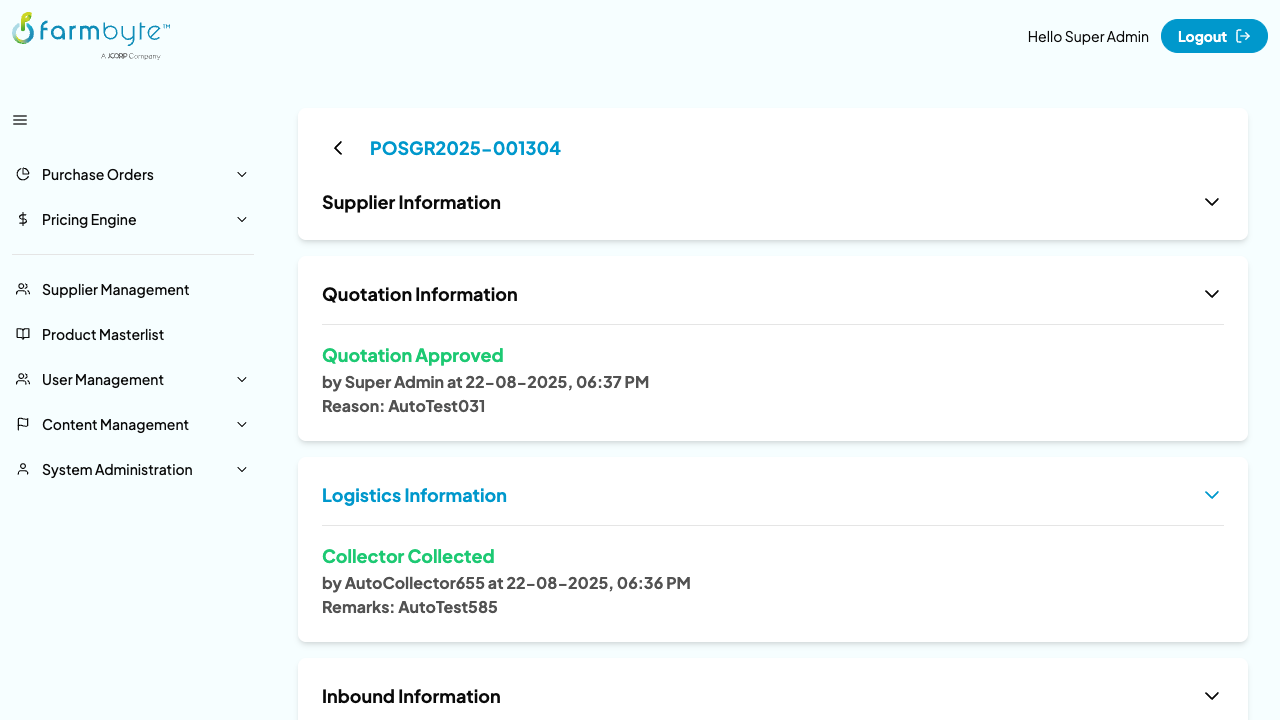 farmbyte™
A JCORP Company
Hello Super Admin
Logout
Purchase Orders
Pricing Engine
Supplier Management
Product Masterlist
User Management
Content Management
System Administration
POSGR2025-001304
Supplier Information
Quotation Information
Quotation Approved
by Super Admin at 22-08-2025, 06:37 PM
Reason: AutoTest031
Logistics Information
Collector Collected
by AutoCollector655 at 22-08-2025, 06:36 PM
Remarks: AutoTest585
Inbound Information